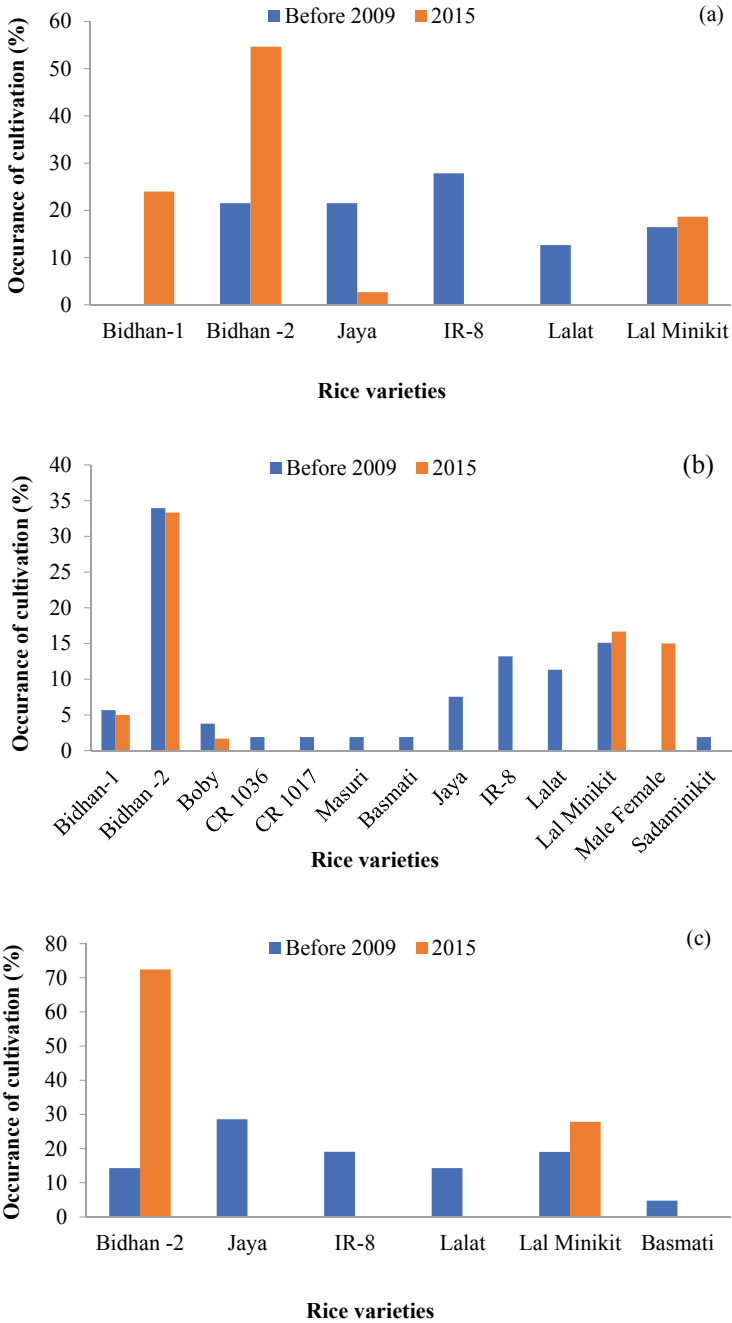 (a)
Before 2009 2015
Occurance of cultivation (%)
60
50
40
30
20
10
0
Bidhan-1 Bidhan -2 Jaya IR-8 Lalat Lal Minikit
Rice varieties
(b)
Before 2009 2015
Occurance of cultivation (%)
40
35
30
25
20
15
10
5
0
Bidhan-1 Bidhan -2 Boby CR 1036 CR 1017 Masuri Basmati Jaya IR-8 Lalat Lal Minikit Male Female Sadaminikit
Rice varieties
(c)
Before 2009 2015
Occurance of cultivation (%)
80
70
60
50
40
30
20
10
0
Bidhan -2 Jaya IR-8 Lalat Lal Minikit Basmati
Rice varieties